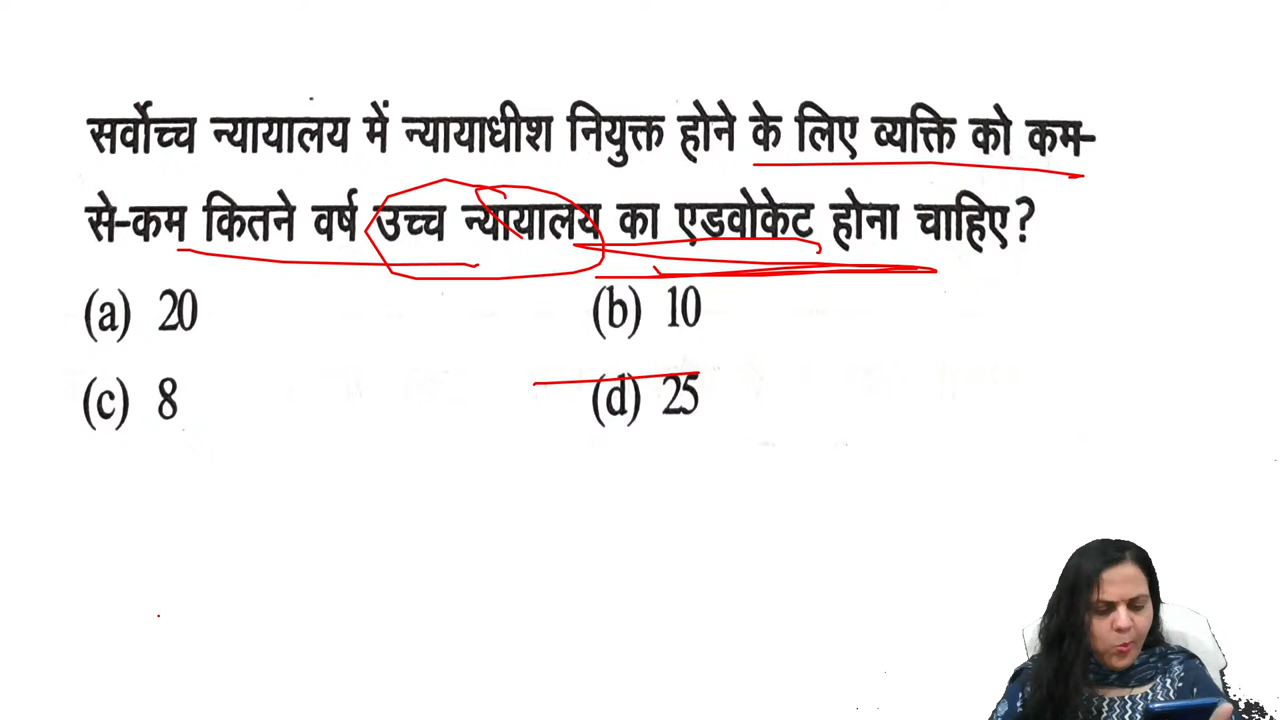 सर्वोच्च न्यायालय में न्यायाधीश नियुक्त होने के लिए व्यक्ति को कम-
से-कम कितने वर्ष उच्च न्यायालय का एडवोकेट होना चाहिए?
(a) 20 (b) 10
(c) 8 (d) 25